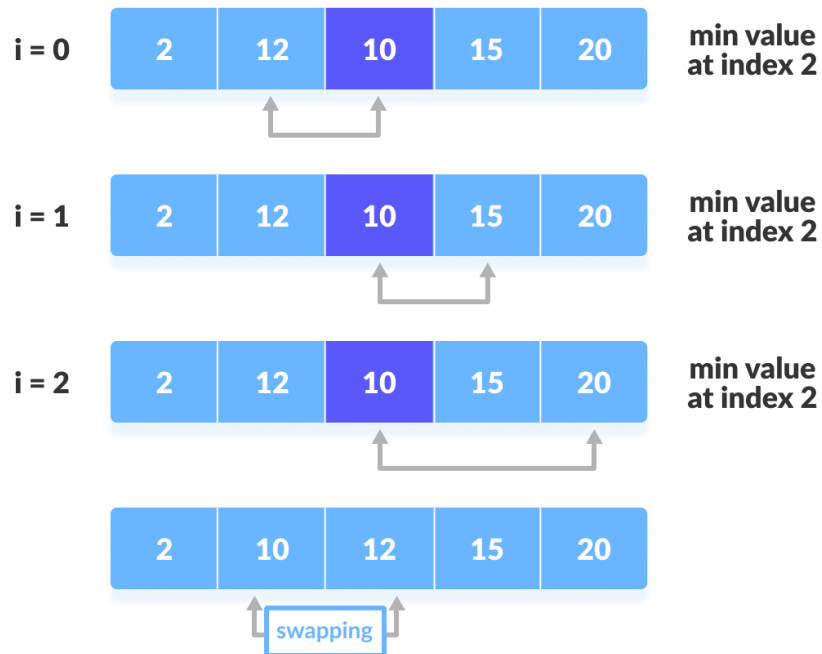 i = 0
2 12 10 15 20
min value
at index 2
i = 1
2 12 10 15 20
min value
at index 2
i = 2
2 12 10 15 20
min value
at index 2
2 10 12 15 20
swapping